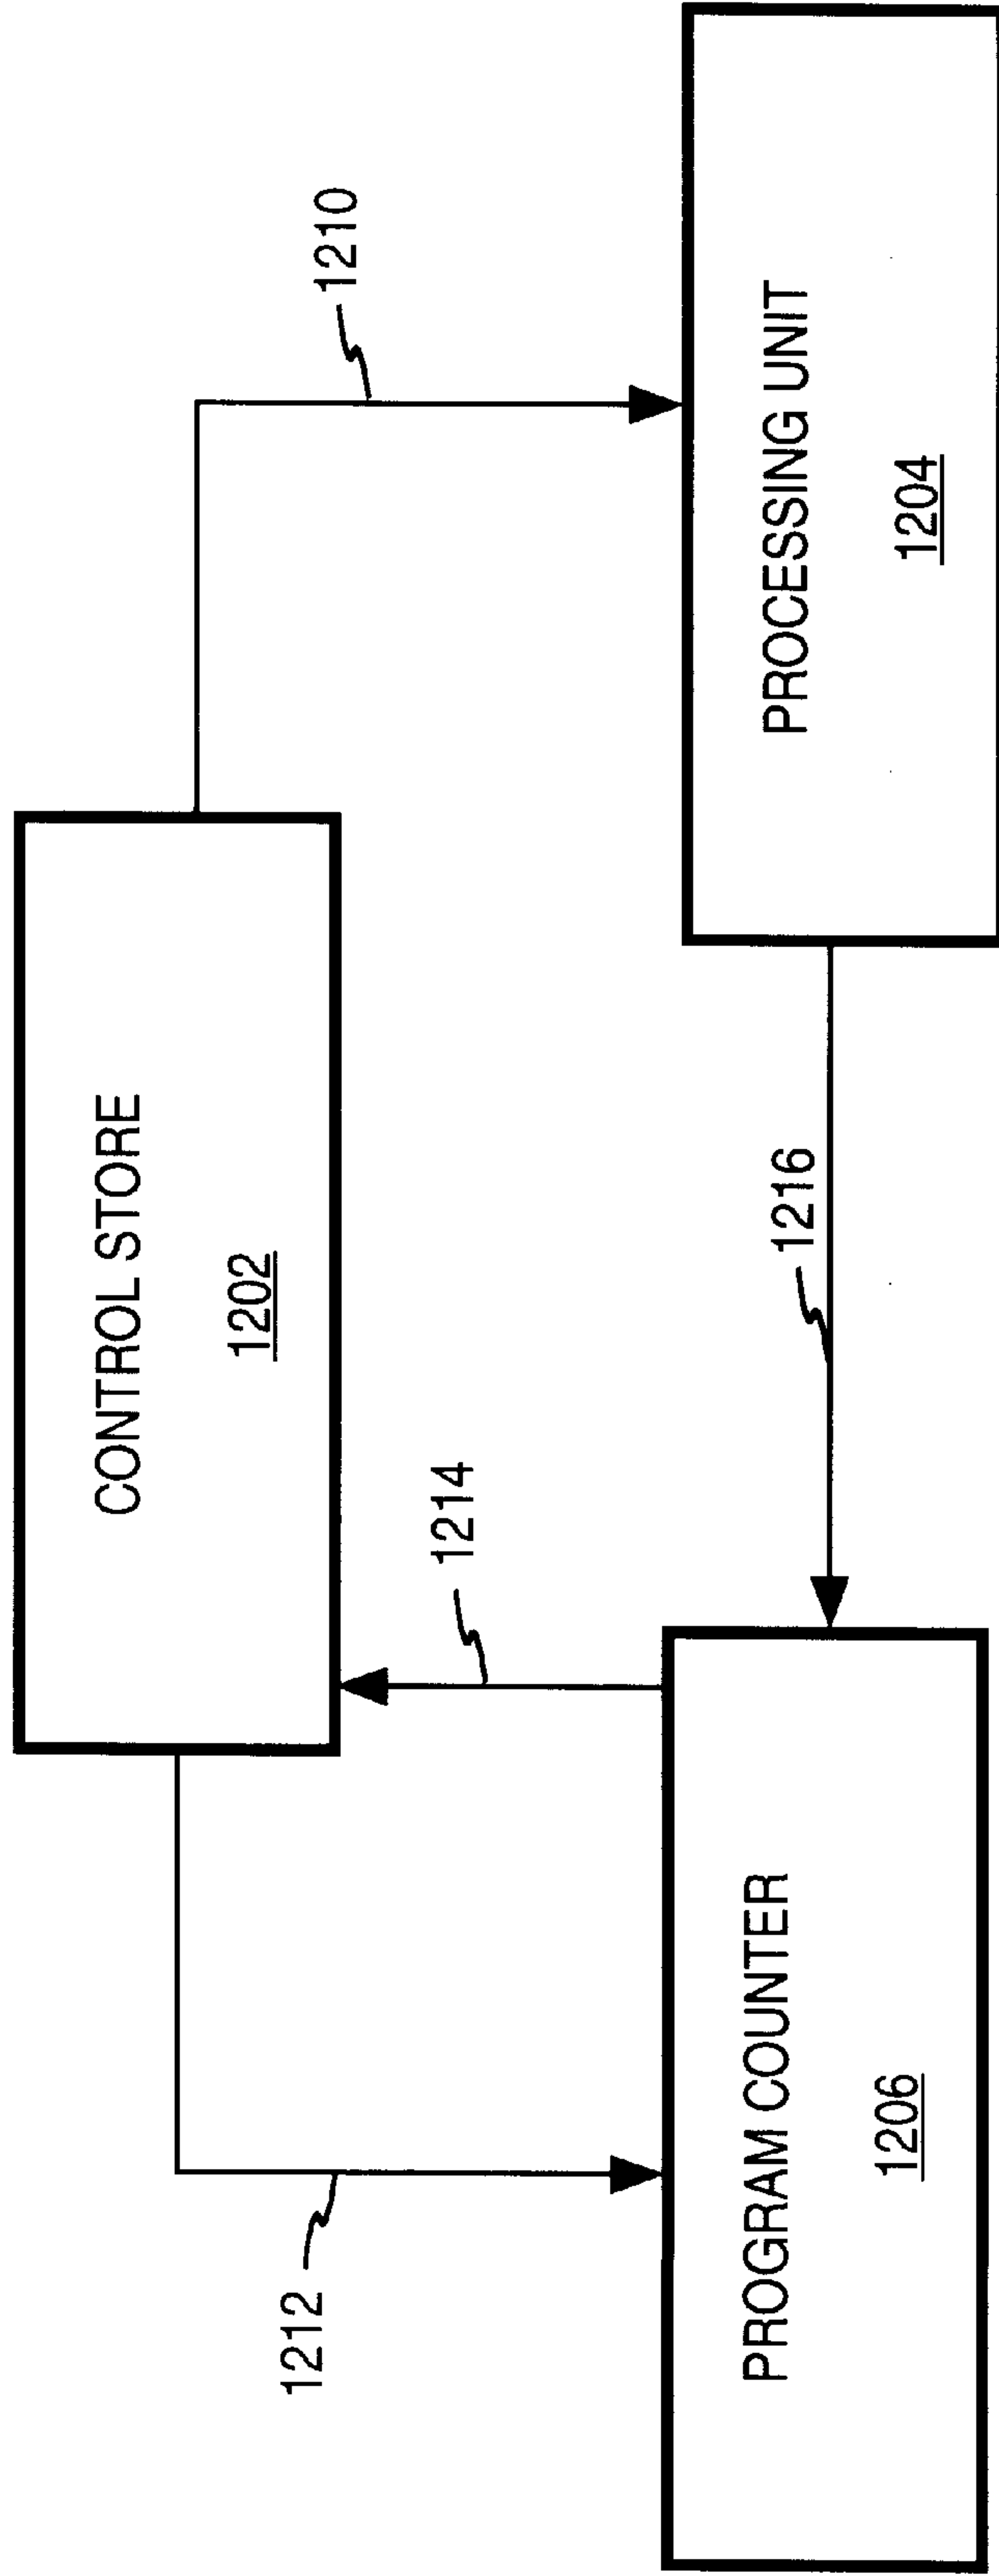 CONTROL STORE
1202
1210
1212
1214
1216
PROGRAM COUNTER
1206
PROCESSING UNIT
1204